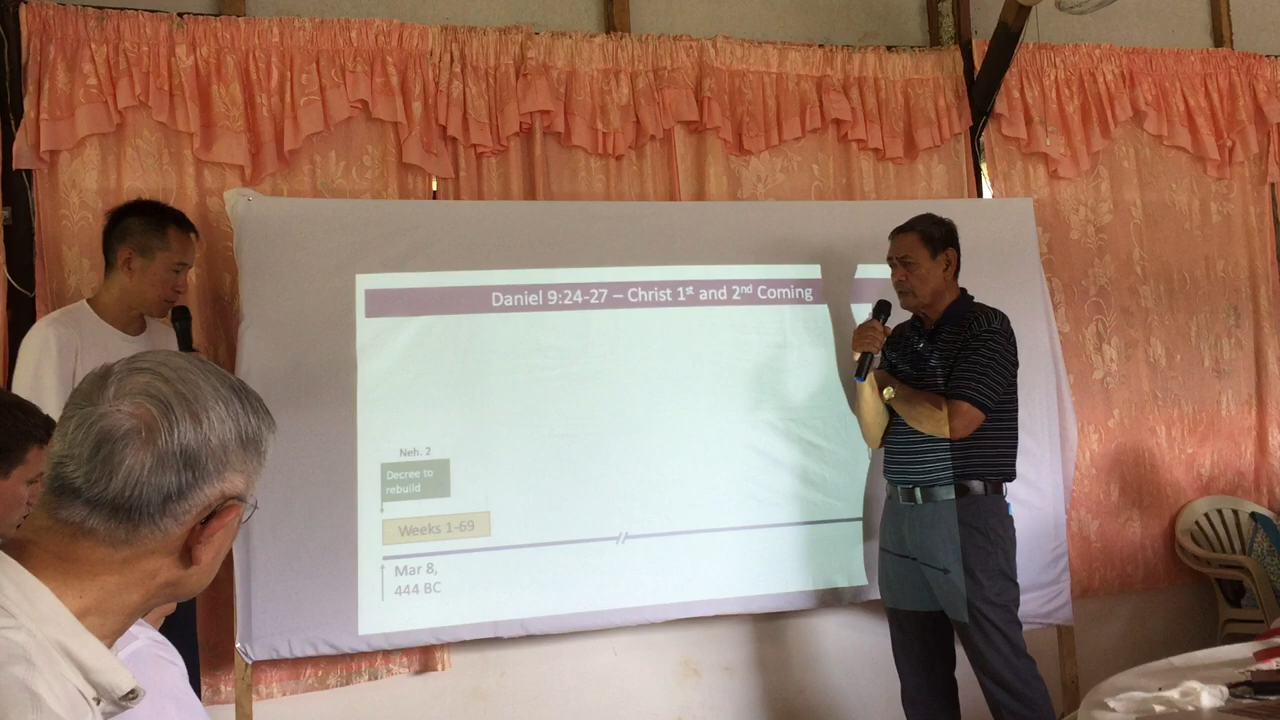 Daniel 9:24-27 – Christ 1st and 2nd Coming
Neh. 2
Decree to
rebuild
Weeks 1-69
Mar 8,
444 BC